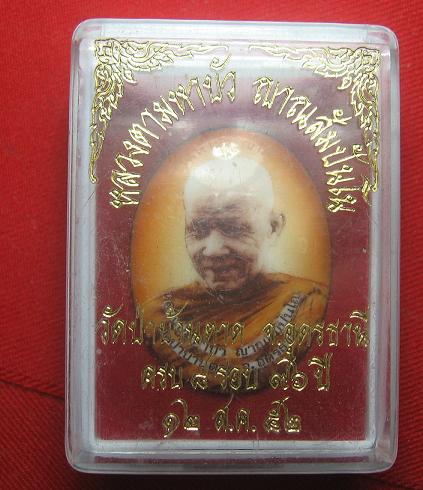 หลวงตามหาบัว ญาณสัมปันโน
วัดป่าบ้านตาด จ.อุดรธานี
ครบ ๘ รอบ ๙๖ ปี
๑๒ ส.ค. ๕๒